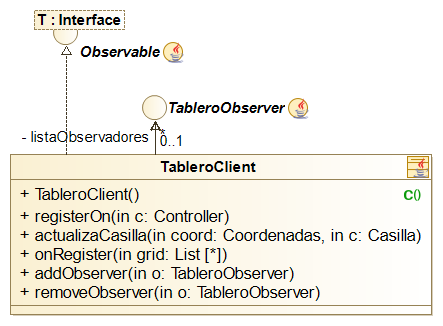 T : Interface
Observable
TableroObserver
- listaObservadores
*
0..1
TableroClient
+ TableroClient()
C()
+ registerOn(in c: Controller)
+ actualizaCasilla(in coord: Coordenadas, in c: Casilla)
+ onRegister(in grid: List [*])
+ addObserver(in o: TableroObserver)
+ removeObserver(in o: TableroObserver)